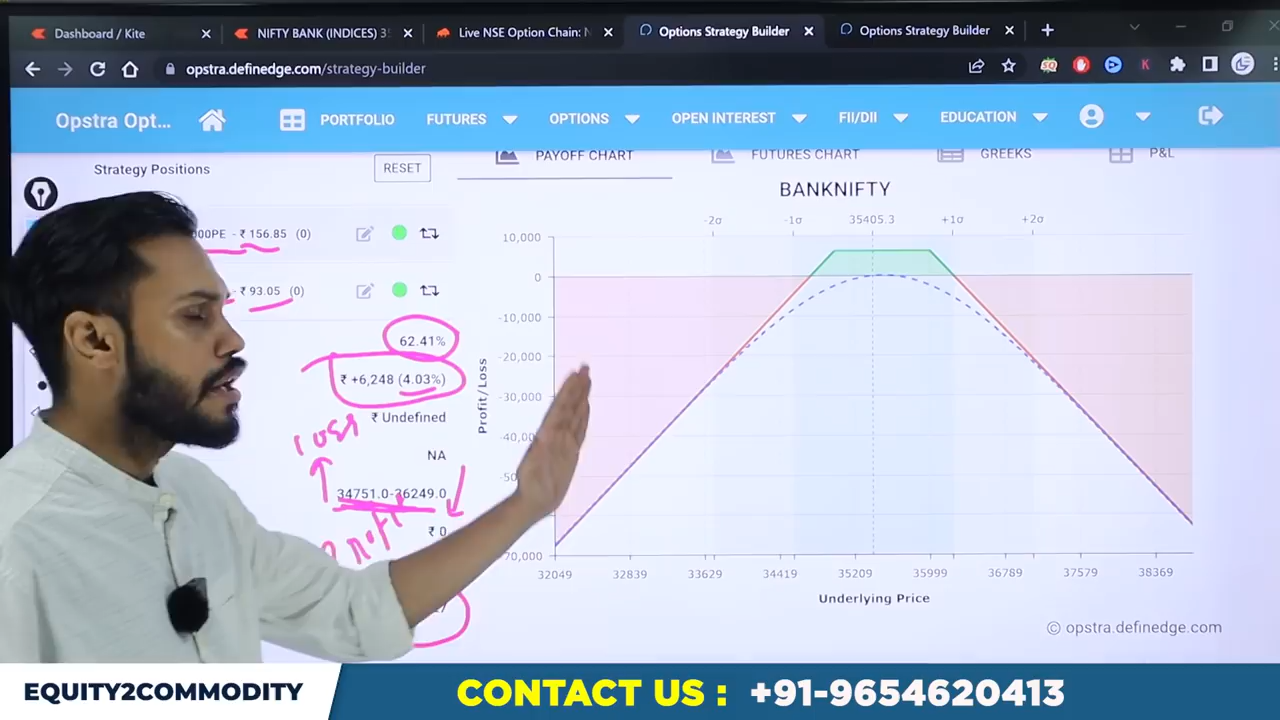 Dashboard / Kite
NIFTY BANK (INDICES) 3
Live NSE Option Chain: N
Options Strategy Builder
Options Strategy Builder
opstra.definedge.com/strategy-builder
Opstra Opt...
PORTFOLIO
FUTURES
OPTIONS
OPEN INTEREST
FII/DII
EDUCATION
Strategy Positions
RESET
PAYOFF CHART
FUTURES CHART
GREEKS
P&L
BANKNIFTY
-2σ
-1σ
35405.3
+1σ
+2σ
000PE - ₹ 156.85 (0)
- ₹ 93.05 (0)
62.41%
₹ +6,248 (4.03%)
₹ Undefined
loss
NA
34751.0-36249.0
₹ 0
Profit
10,000
0
-10,000
-20,000
-30,000
-40,00
-50
70,000
Profit/Loss
32049
32839
33629
34419
35209
35999
36789
37579
38369
Underlying Price
© opstra.definedge.com
EQUITY2COMMODITY
CONTACT US : +91-9654620413